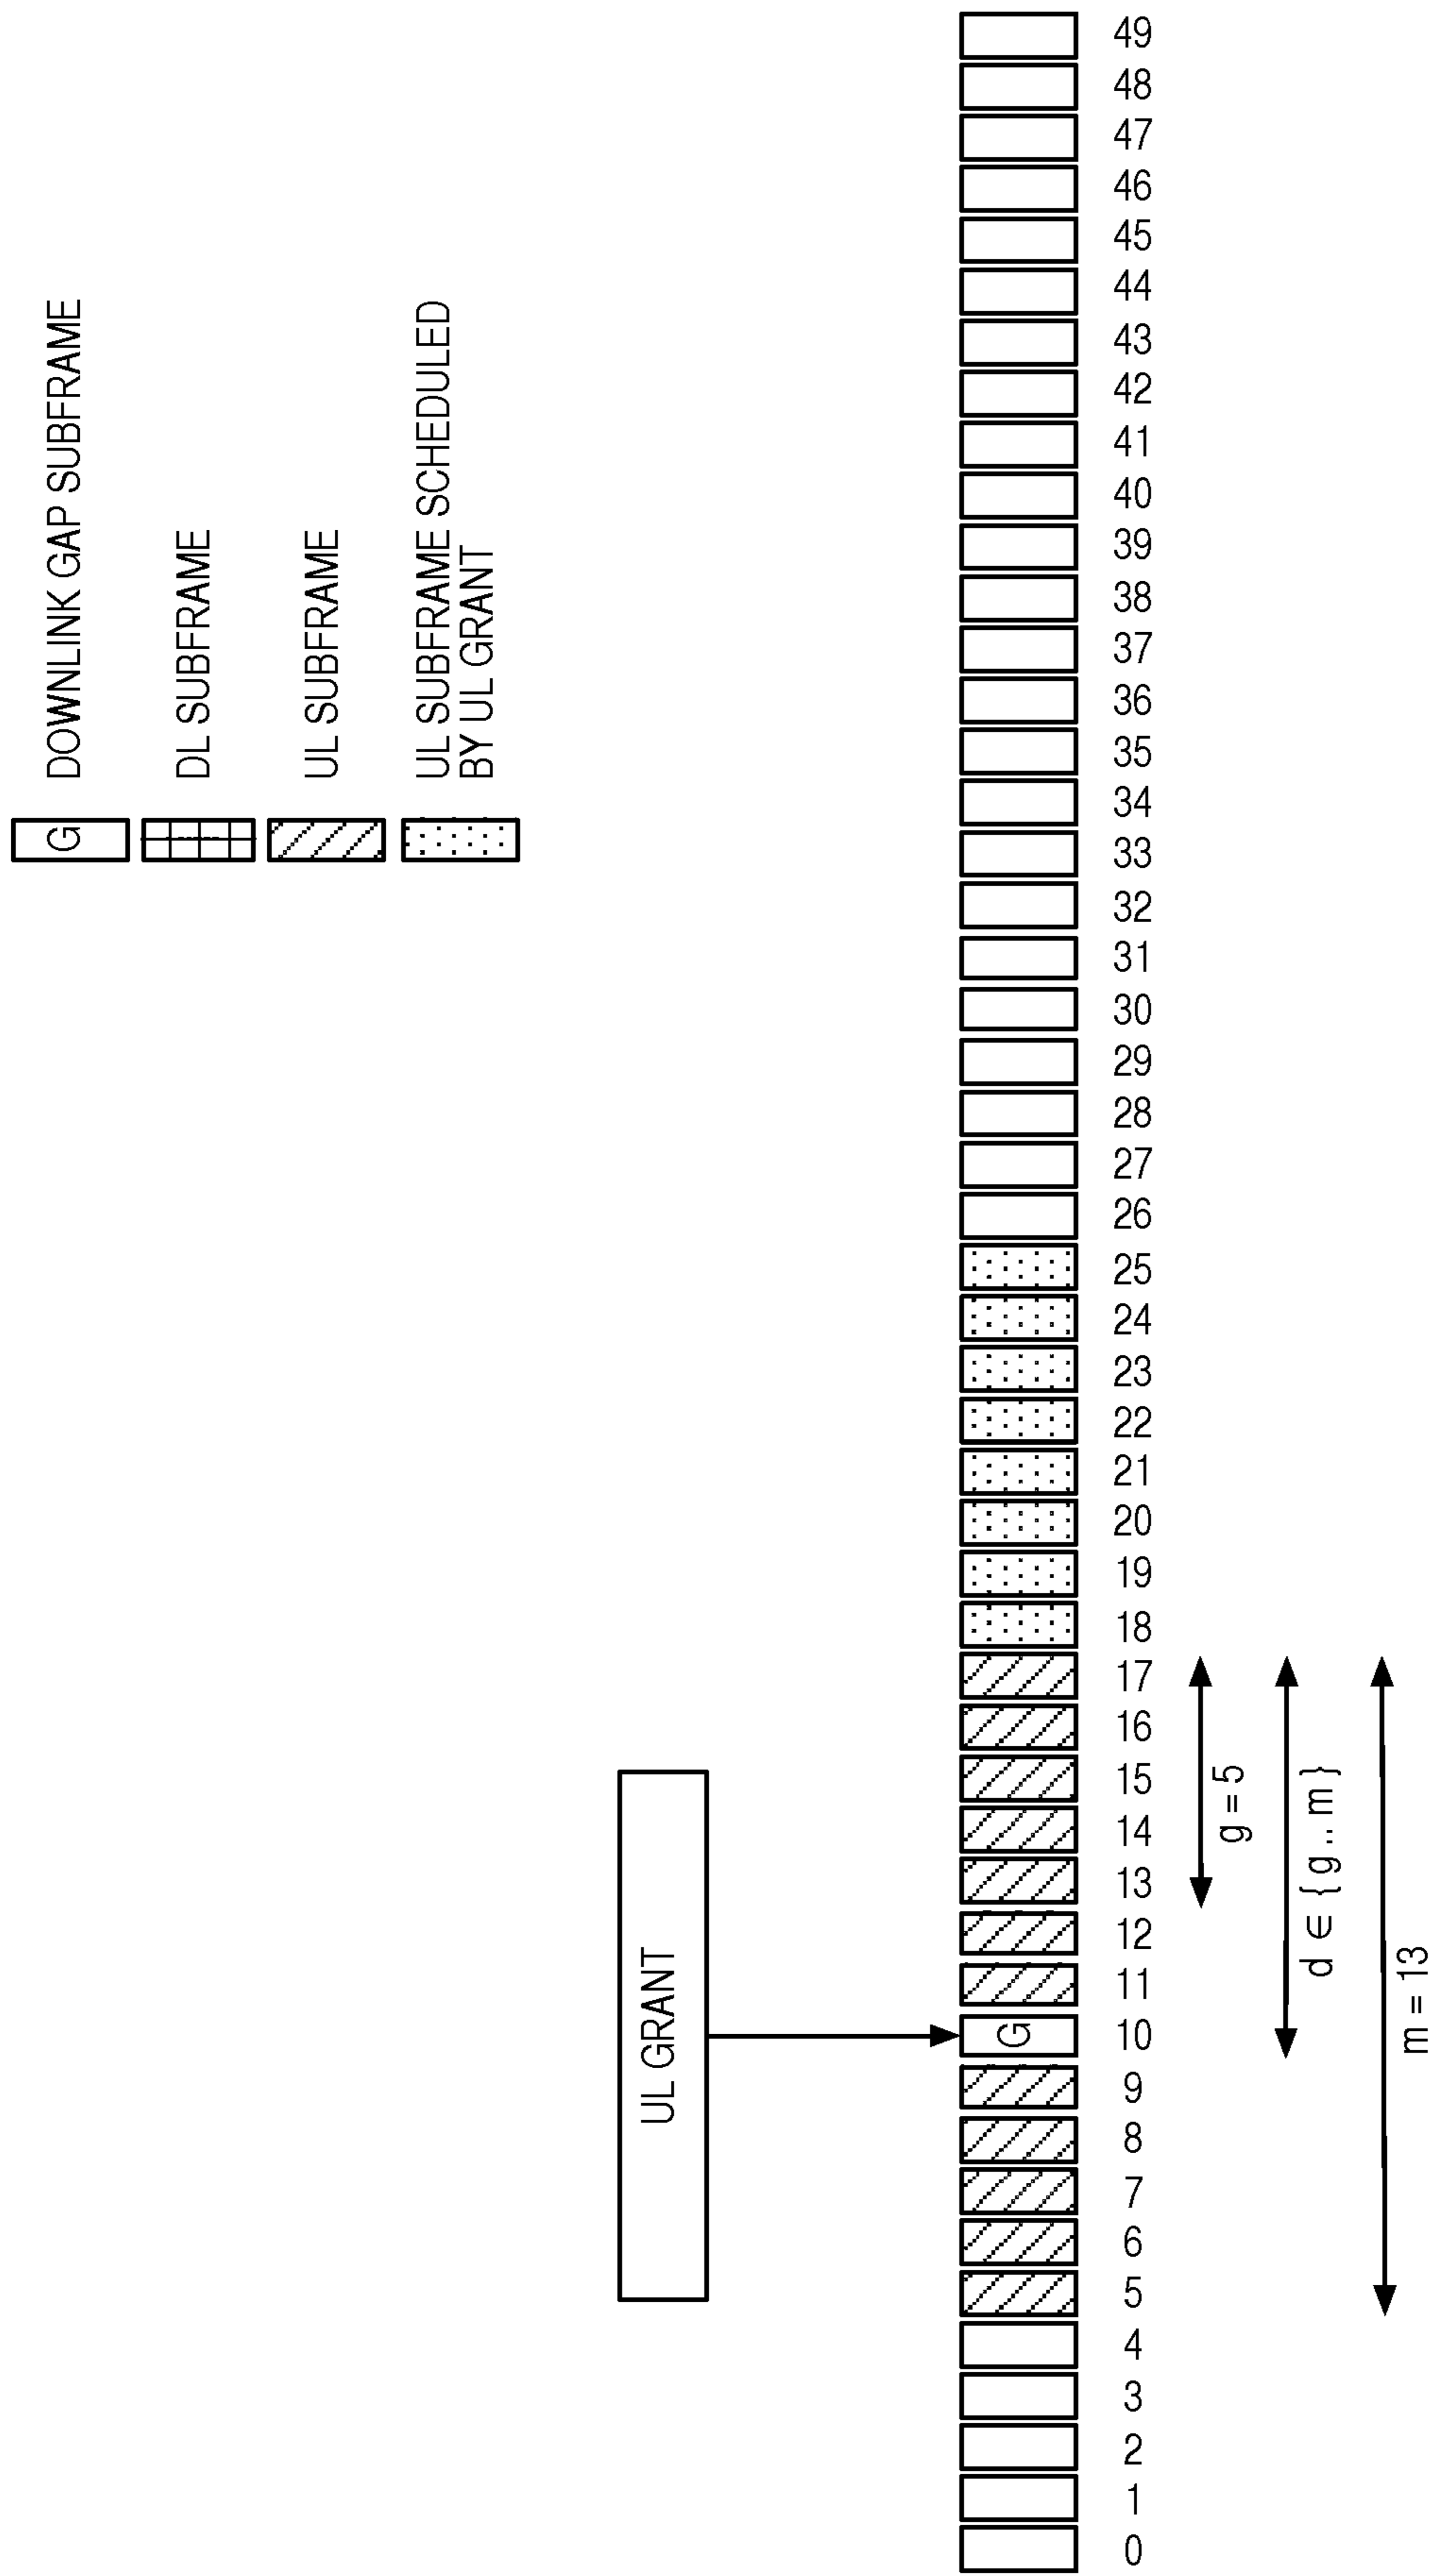 G DOWNLINK GAP SUBFRAME
DL SUBFRAME
UL SUBFRAME
UL SUBFRAME SCHEDULED
BY UL GRANT
UL GRANT
G
0 1 2 3 4 5 6 7 8 9 10 11 12 13 14 15 16 17 18 19 20 21 22 23 24 25 26 27 28 29 30 31 32 33 34 35 36 37 38 39 40 41 42 43 44 45 46 47 48 49
g = 5
d ∈ { g .. m }
m = 13